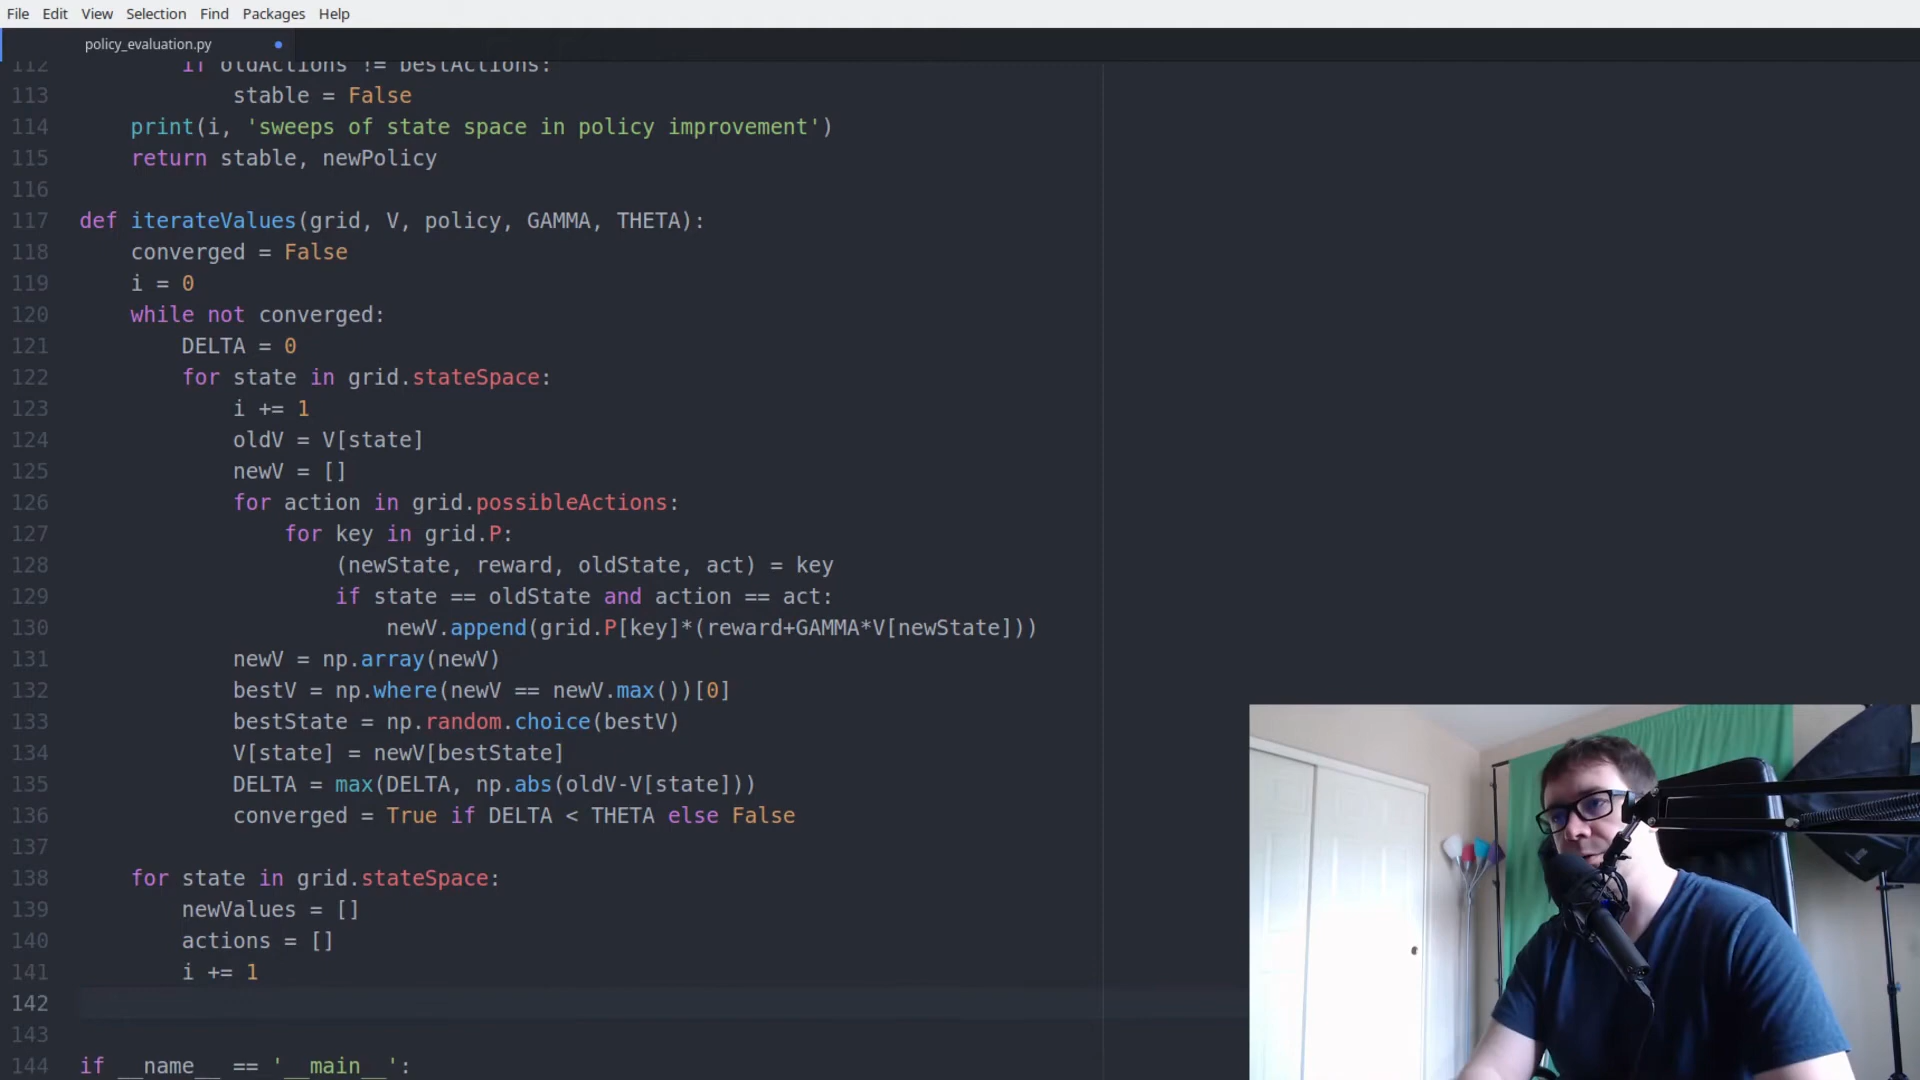 File Edit View Selection Find Packages Help
policy_evaluation.py
112 if oldActions != bestActions:
113 stable = False
114 print(i, 'sweeps of state space in policy improvement')
115 return stable, newPolicy
116
117 def iterateValues(grid, V, policy, GAMMA, THETA):
118 converged = False
119 i = 0
120 while not converged:
121 DELTA = 0
122 for state in grid.stateSpace:
123 i += 1
124 oldV = V[state]
125 newV = []
126 for action in grid.possibleActions:
127 for key in grid.P:
128 (newState, reward, oldState, act) = key
129 if state == oldState and action == act:
130 newV.append(grid.P[key]*(reward+GAMMA*V[newState]))
131 newV = np.array(newV)
132 bestV = np.where(newV == newV.max())[0]
133 bestState = np.random.choice(bestV)
134 V[state] = newV[bestState]
135 DELTA = max(DELTA, np.abs(oldV-V[state]))
136 converged = True if DELTA < THETA else False
137
138 for state in grid.stateSpace:
139 newValues = []
140 actions = []
141 i += 1
142
143
144 if __name__ == '__main__':